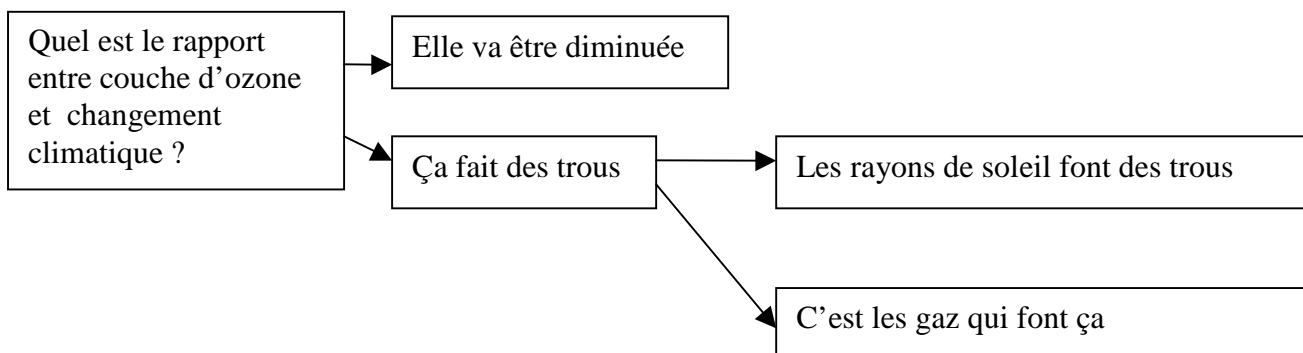 Quel est le rapport
entre couche d’ozone
et changement
climatique ?
Elle va être diminuée
Ça fait des trous
Les rayons de soleil font des trous
C’est les gaz qui font ça